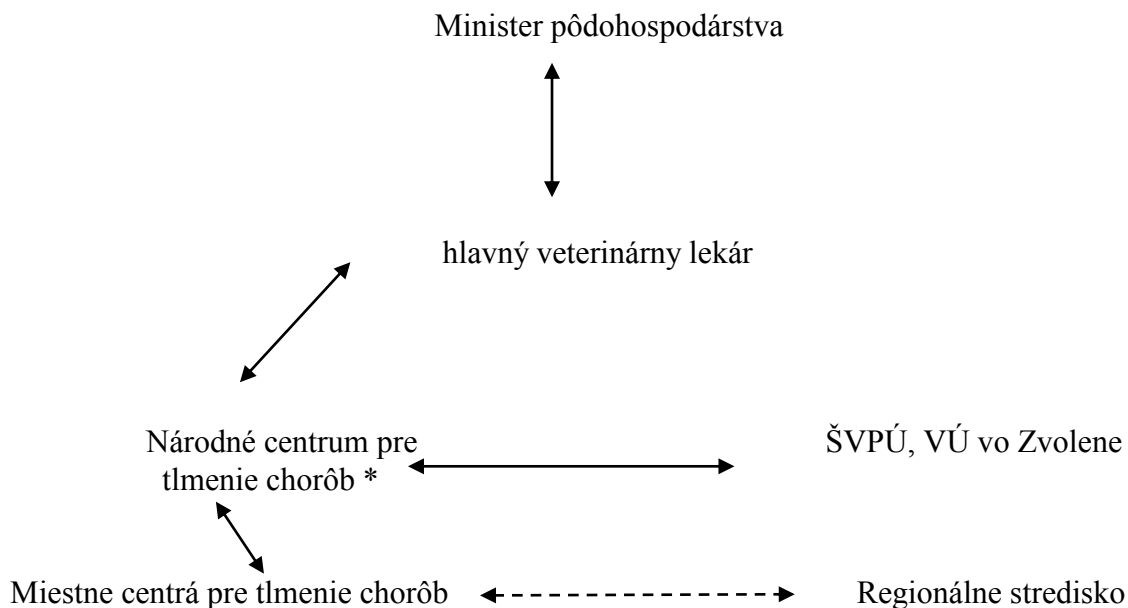 Minister pôdohospodárstva
hlavný veterinárny lekár
Národné centrum pre
tlmenie chorôb *
ŠVPÚ, VÚ vo Zvolene
Miestne centrá pre tlmenie chorôb
Regionálne stredisko